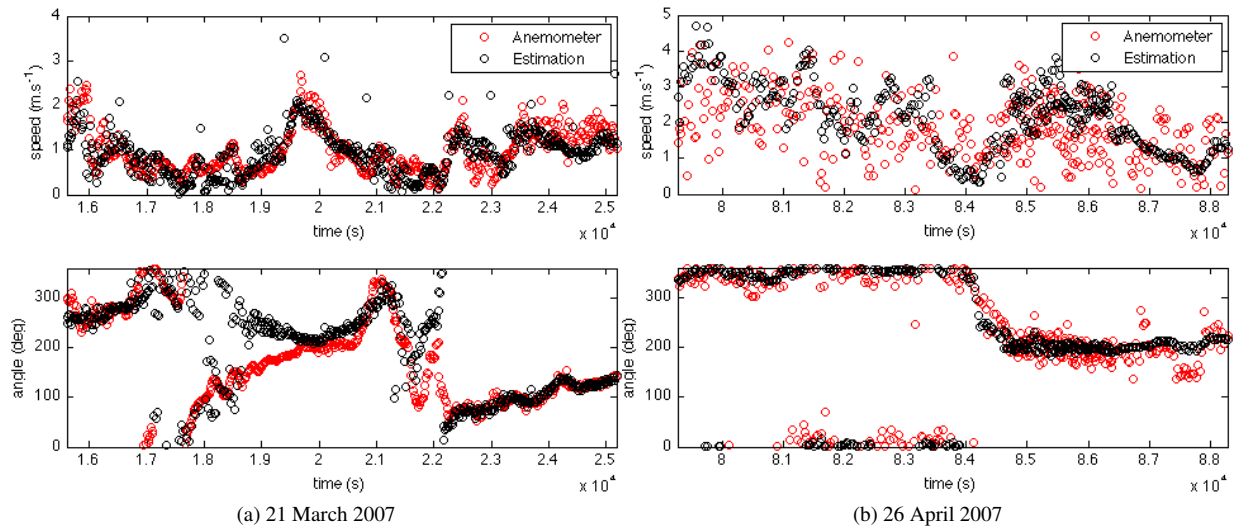 4
3
2
1
0
speed (m.s⁻¹)
Anemometer
Estimation
1.6 1.7 1.8 1.9 2 2.1 2.2 2.3 2.4 2.5
time (s)
x 10⁴
300
200
100
0
angle (deg)
1.6 1.7 1.8 1.9 2 2.1 2.2 2.3 2.4 2.5
time (s)
x 10⁴
(a) 21 March 2007
5
4
3
2
1
0
speed (m.s⁻¹)
Anemometer
Estimation
8 8.1 8.2 8.3 8.4 8.5 8.6 8.7 8.8
time (s)
x 10⁴
300
200
100
0
angle (deg)
8 8.1 8.2 8.3 8.4 8.5 8.6 8.7 8.8
time (s)
x 10⁴
(b) 26 April 2007